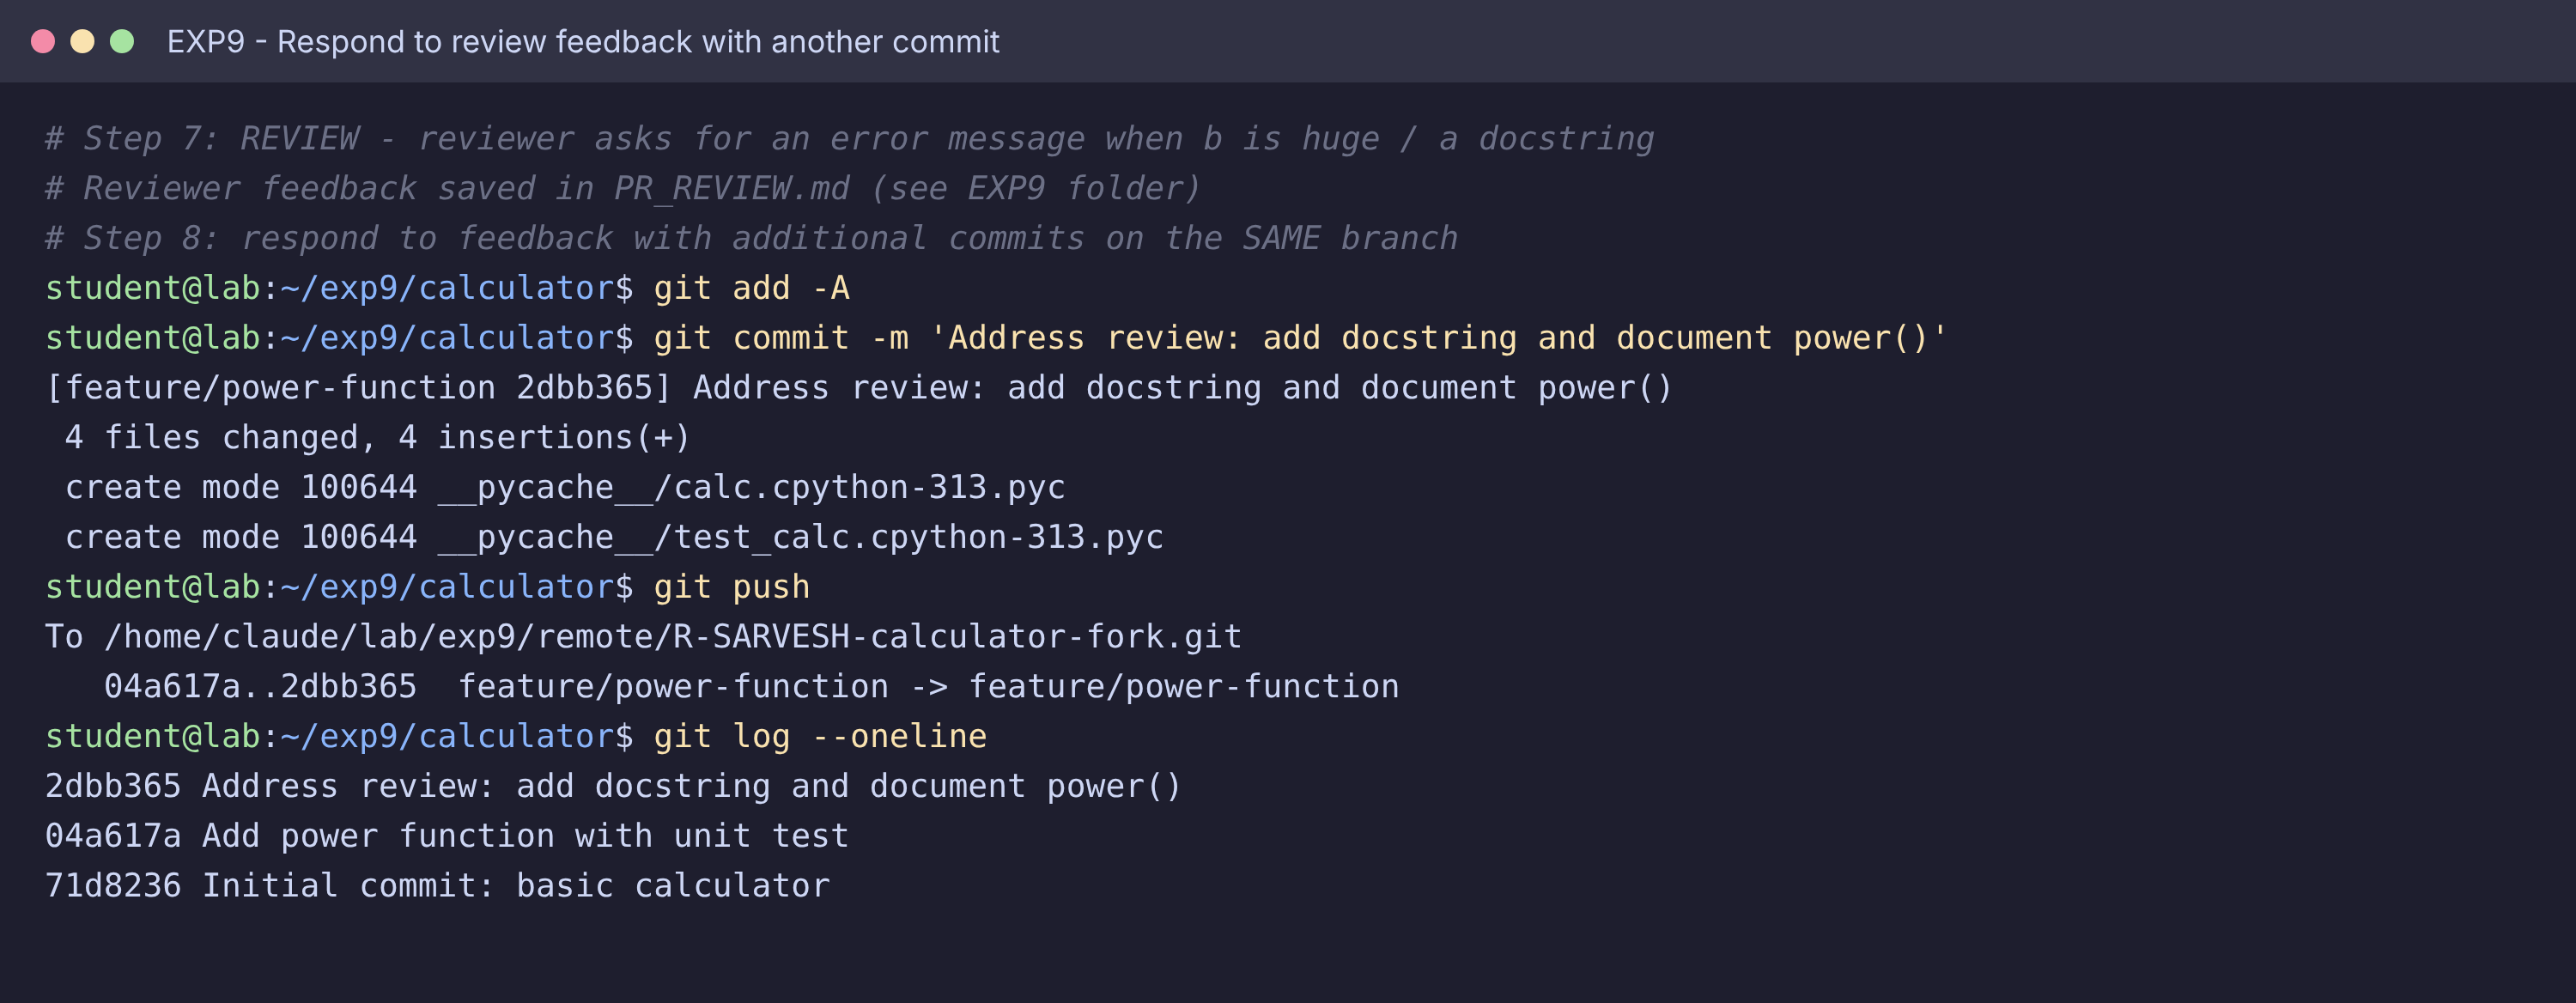 EXP9 - Respond to review feedback with another commit
# Step 7: REVIEW - reviewer asks for an error message when b is huge / a docstring
# Reviewer feedback saved in PR_REVIEW.md (see EXP9 folder)
# Step 8: respond to feedback with additional commits on the SAME branch
student@lab:~/exp9/calculator$ git add -A
student@lab:~/exp9/calculator$ git commit -m 'Address review: add docstring and document power()'
[feature/power-function 2dbb365] Address review: add docstring and document power()
 4 files changed, 4 insertions(+)
 create mode 100644 __pycache__/calc.cpython-313.pyc
 create mode 100644 __pycache__/test_calc.cpython-313.pyc
student@lab:~/exp9/calculator$ git push
To /home/claude/lab/exp9/remote/R-SARVESH-calculator-fork.git
   04a617a..2dbb365  feature/power-function -> feature/power-function
student@lab:~/exp9/calculator$ git log --oneline
2dbb365 Address review: add docstring and document power()
04a617a Add power function with unit test
71d8236 Initial commit: basic calculator